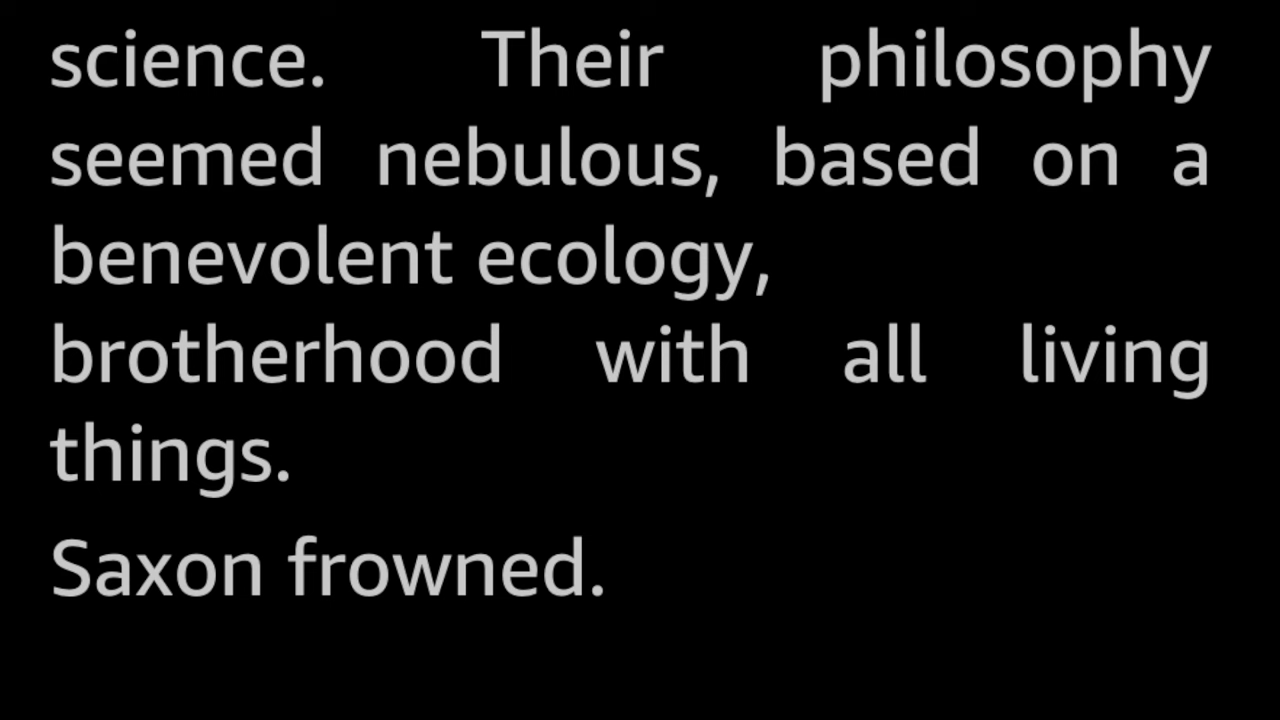 science. Their philosophy
seemed nebulous, based on a
benevolent ecology,
brotherhood with all living
things.
Saxon frowned.